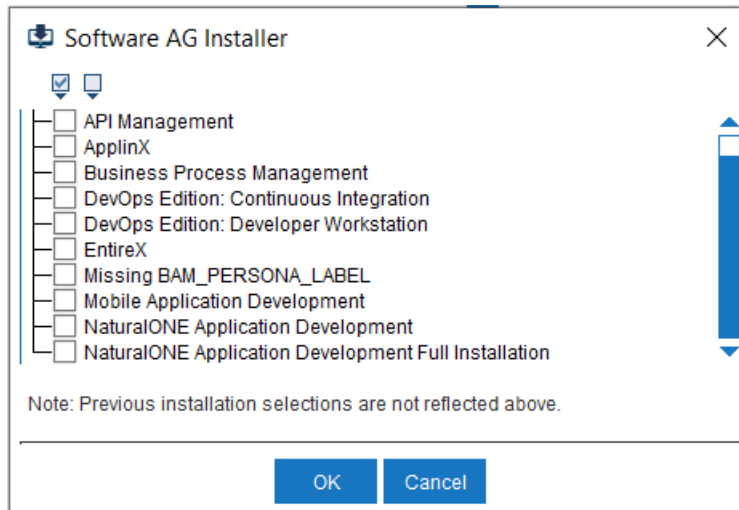 Software AG Installer
API Management
ApplinX
Business Process Management
DevOps Edition: Continuous Integration
DevOps Edition: Developer Workstation
EntireX
Missing BAM_PERSONA_LABEL
Mobile Application Development
NaturalONE Application Development
NaturalONE Application Development Full Installation
Note: Previous installation selections are not reflected above.
OK Cancel